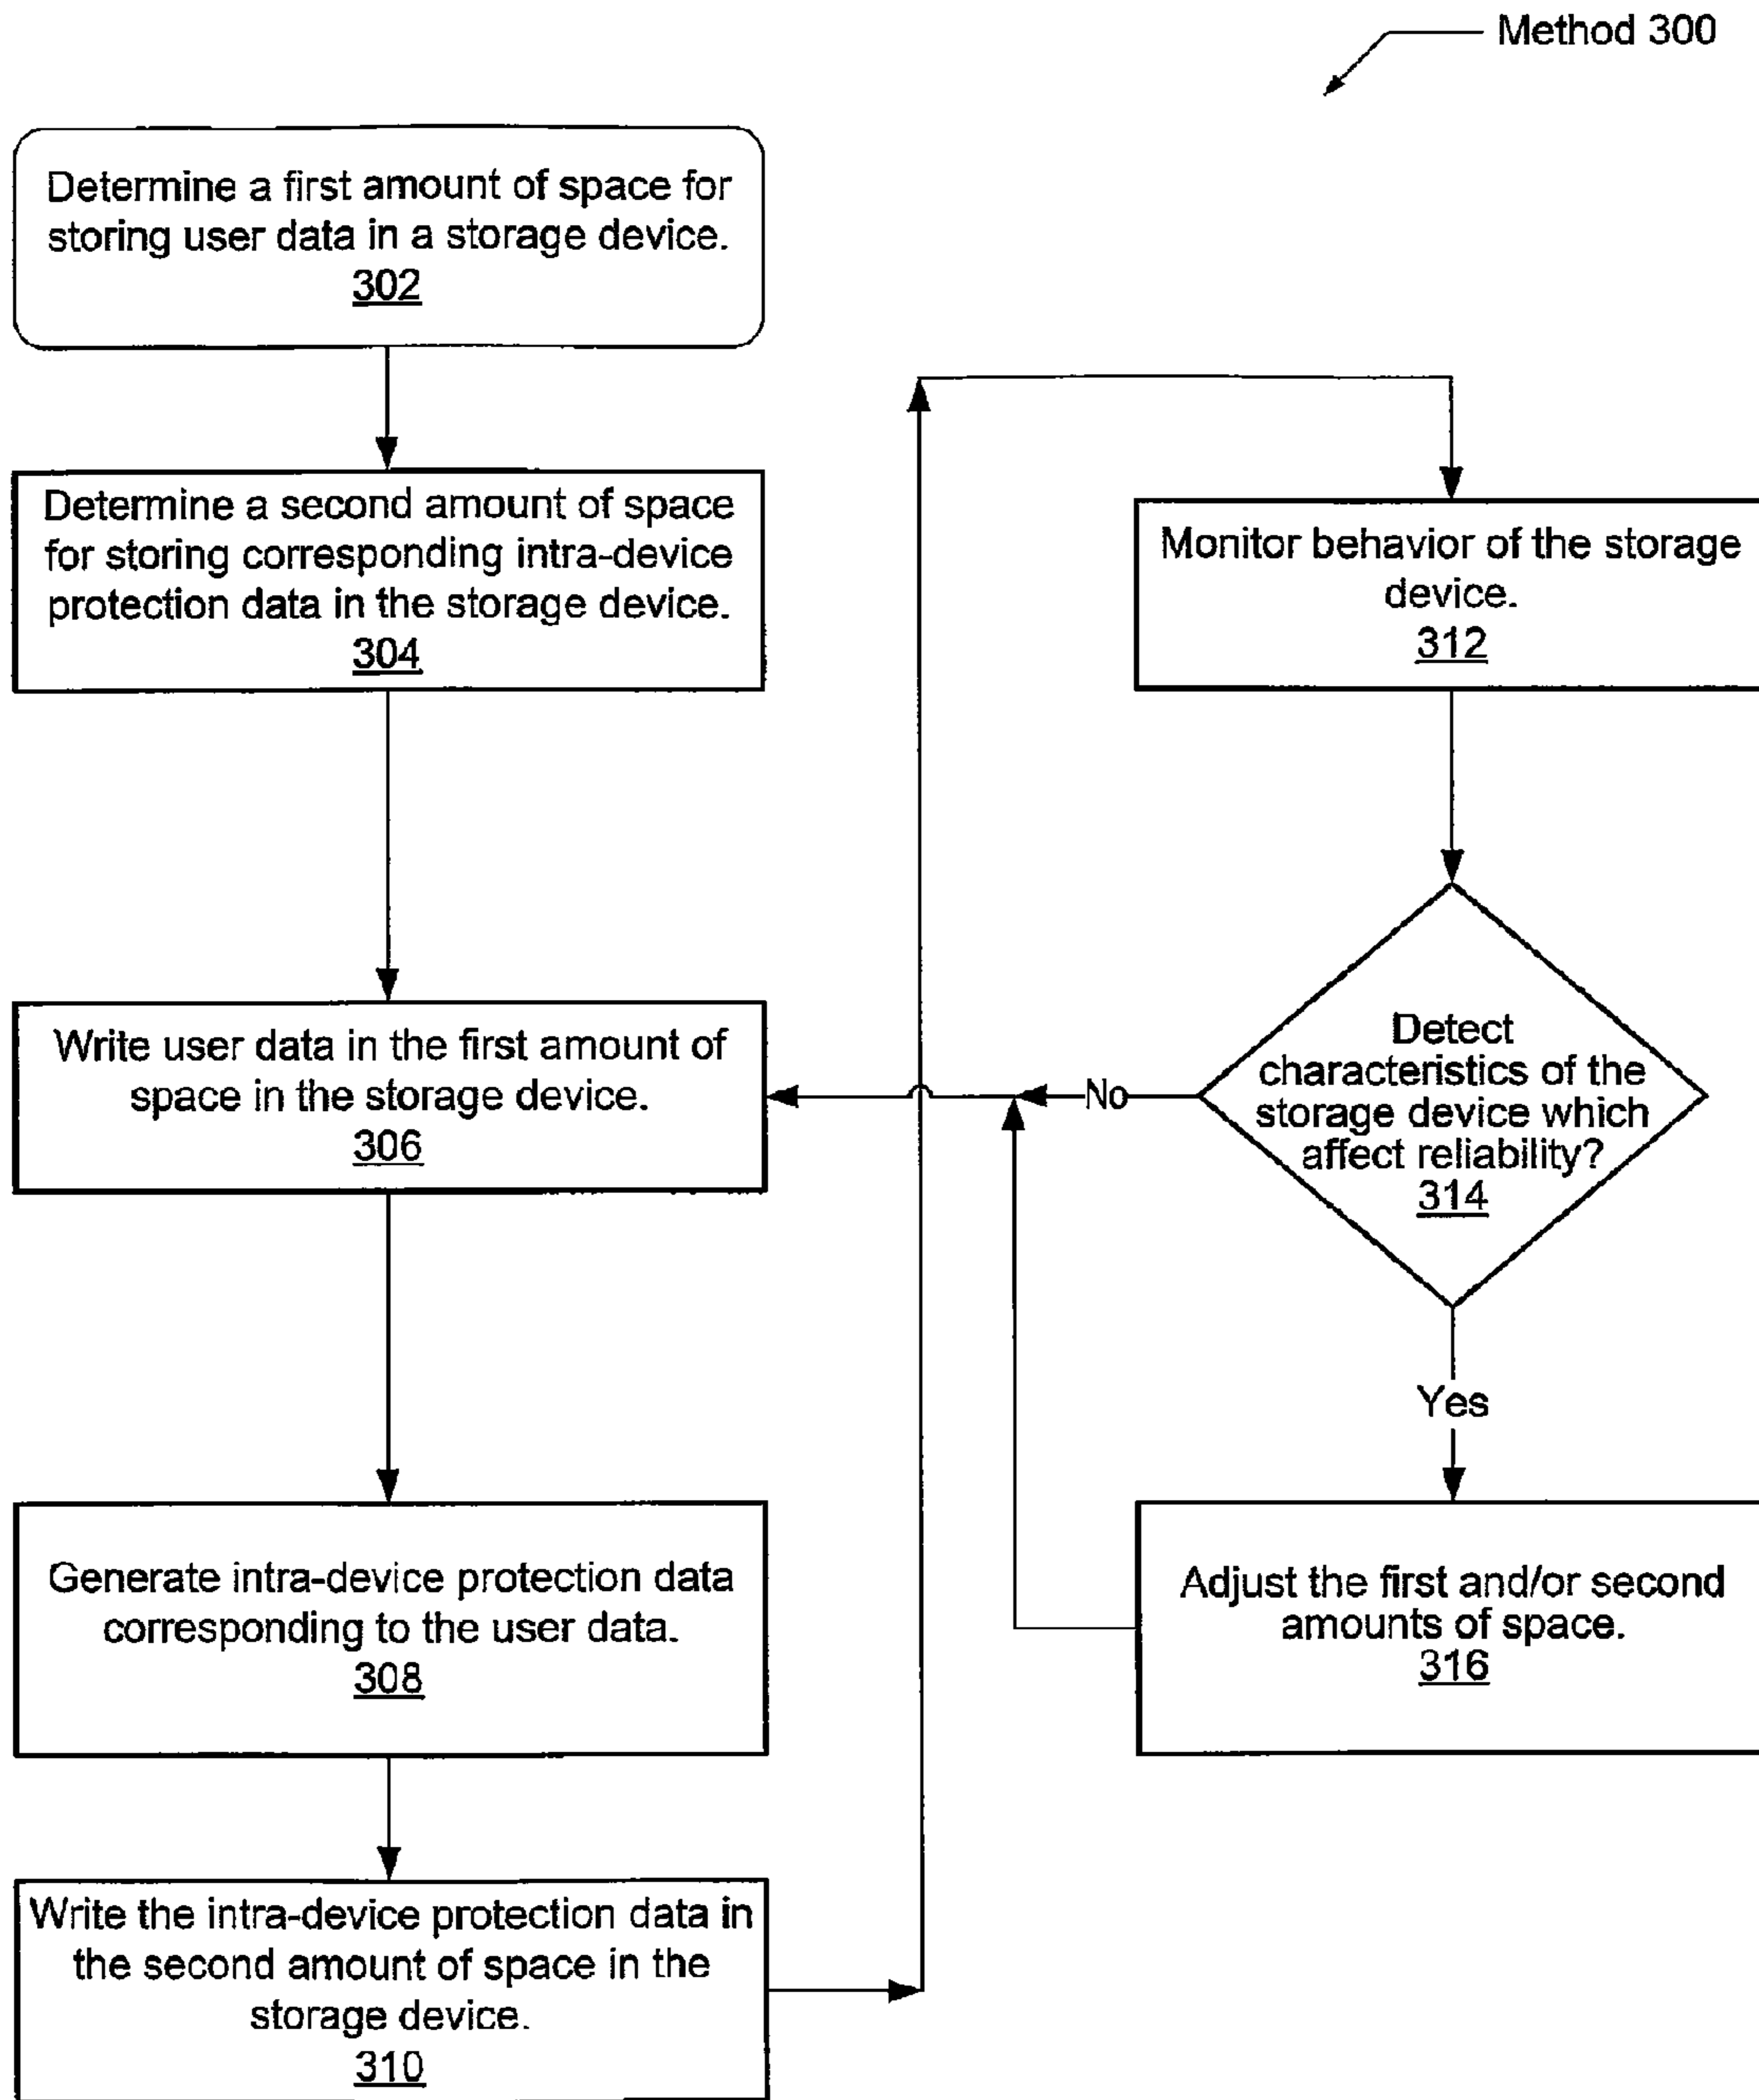 Method 300
Determine a first amount of space for
storing user data in a storage device.
302
Determine a second amount of space
for storing corresponding intra-device
protection data in the storage device.
304
Write user data in the first amount of
space in the storage device.
306
Generate intra-device protection data
corresponding to the user data.
308
Write the intra-device protection data in
the second amount of space in the
storage device.
310
Monitor behavior of the storage
device.
312
Detect
characteristics of the
storage device which
affect reliability?
314
No
Yes
Adjust the first and/or second
amounts of space.
316